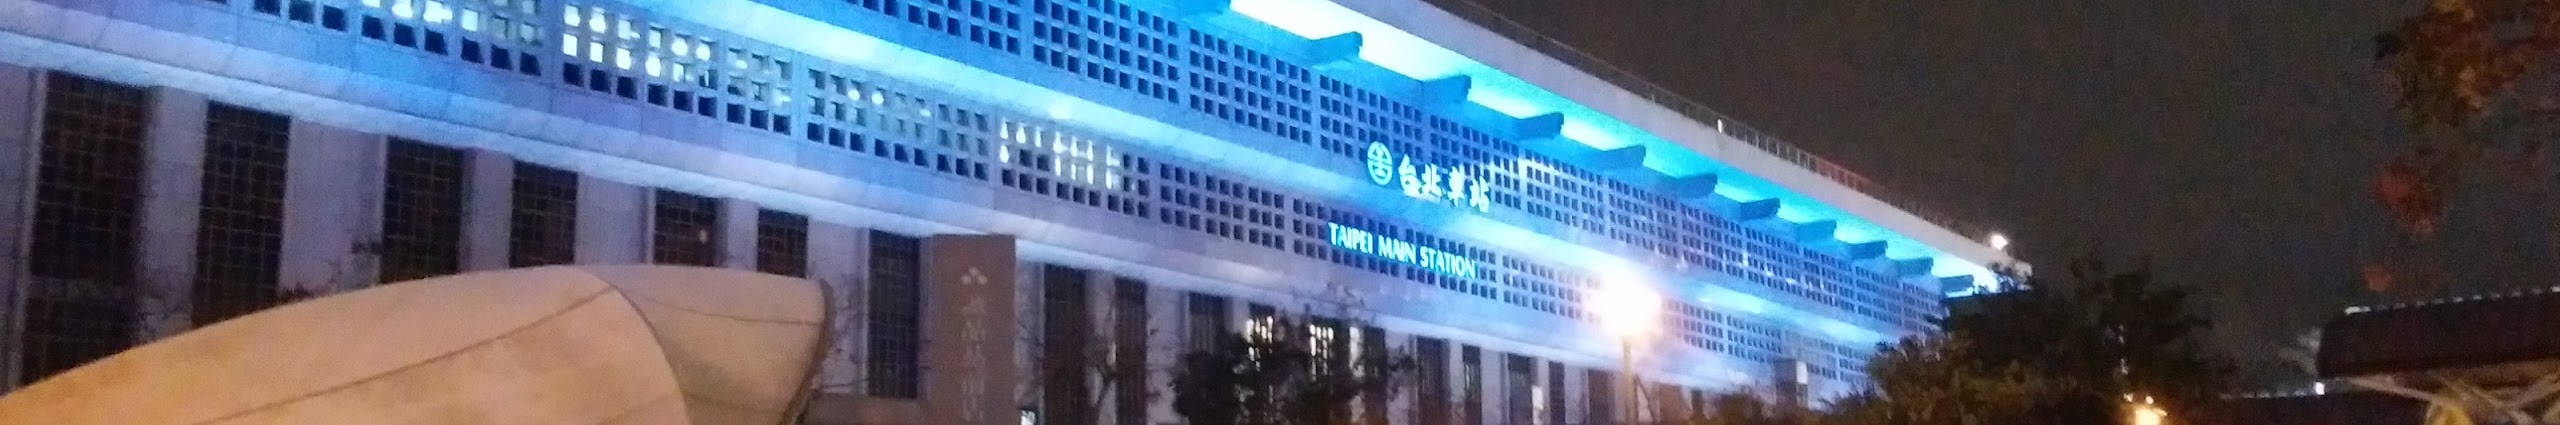 台北車站
TAIPEI MAIN STATION